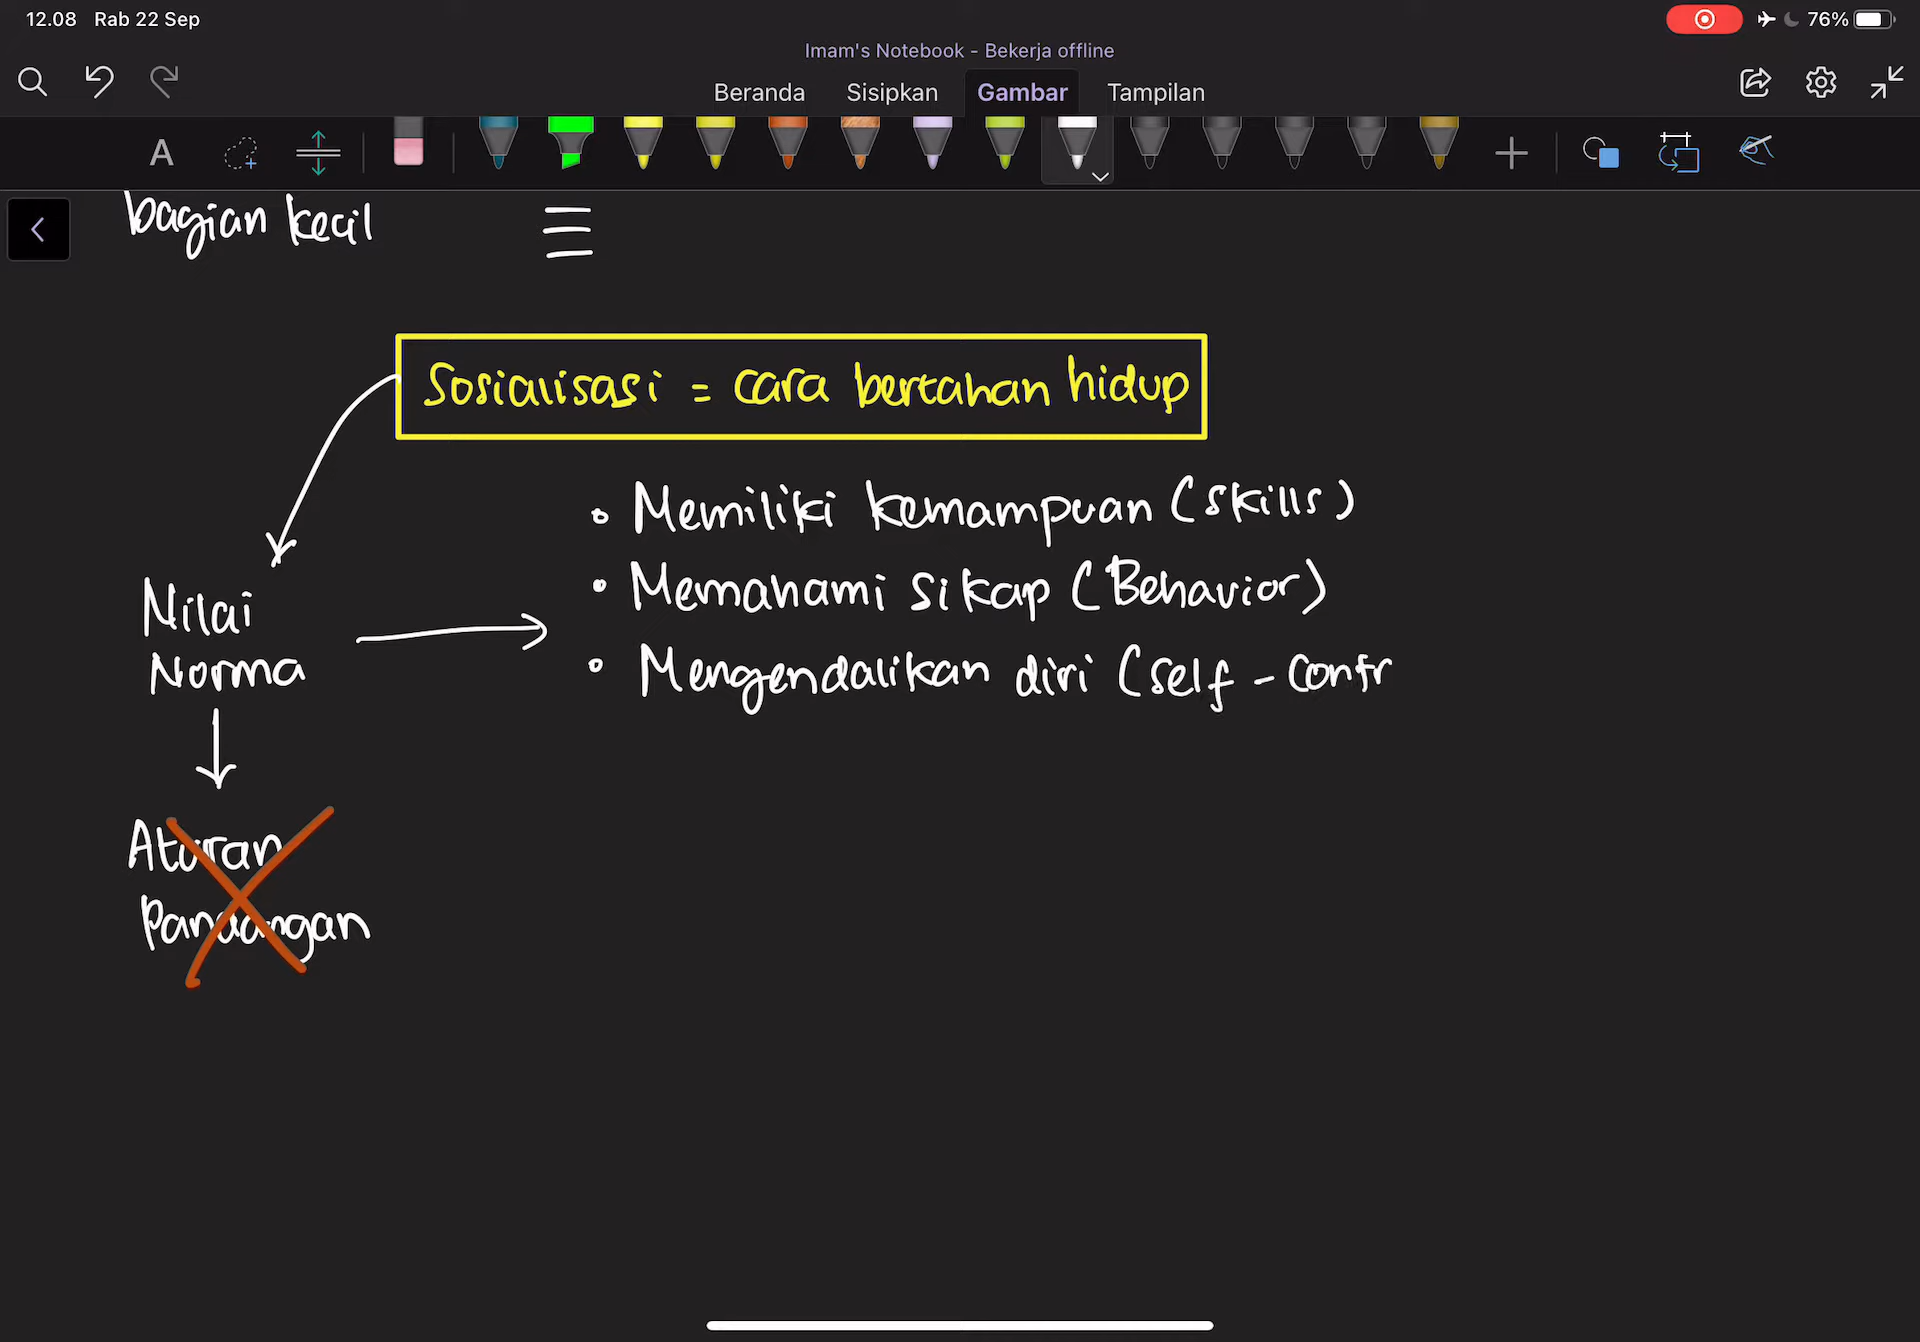 12.08 Rab 22 Sep
76%
Imam's Notebook - Bekerja offline
Beranda Sisipkan Gambar Tampilan
A
bagian kecil
Sosialisasi = cara bertahan hidup
• Memiliki kemampuan (skills)
• Memahami sikap (Behavior)
• Mengendalikan diri (self - contr
Nilai
Norma
Aturan
Pandangan